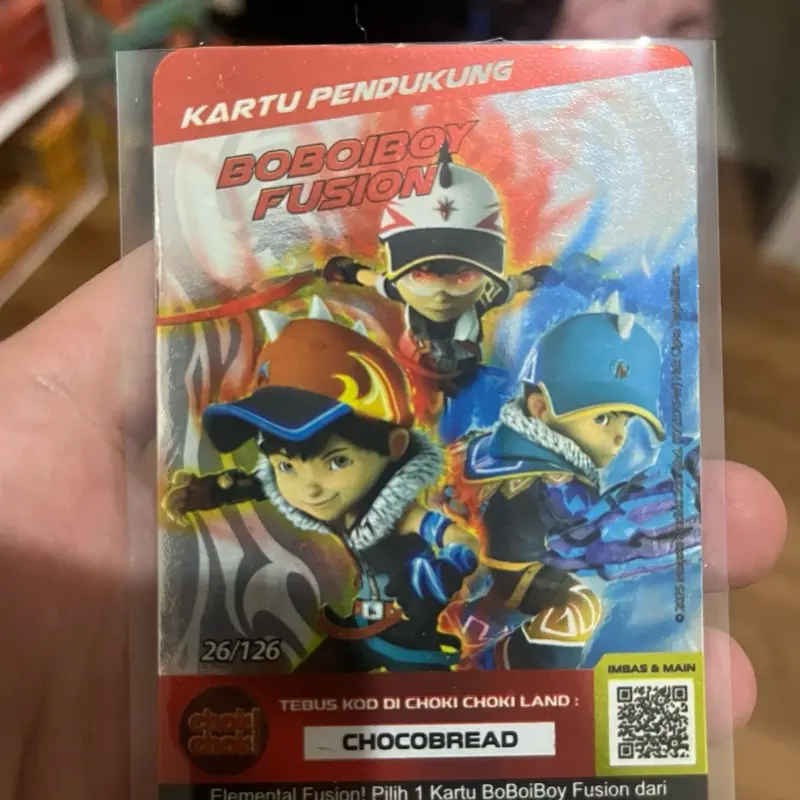 KARTU PENDUKUNG
BOBOIBOY
FUSION
26/126
IMBAS & MAIN
TEBUS KOD DI CHOKI CHOKI LAND :
choki
choki
CHOCOBREAD
Elemental Fusion! Pilih 1 Kartu BoBoiBoy Fusion dari